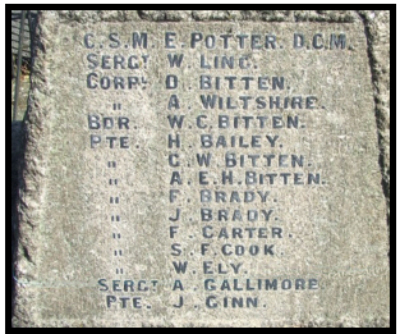 C.S.M. E. POTTER. D.C.M.
SERGT W. LING.
CORPL O. BITTEN.
" A. WILTSHIRE.
BDR. W.C. BITTEN.
PTE. H. BAILEY.
" C.W. BITTEN.
" A.E.H. BITTEN.
" F. BRADY.
" J. BRADY.
" F. CARTER.
" S.F. COOK.
" W. ELY.
SERGT A GALLIMORE.
PTE. J. GINN.